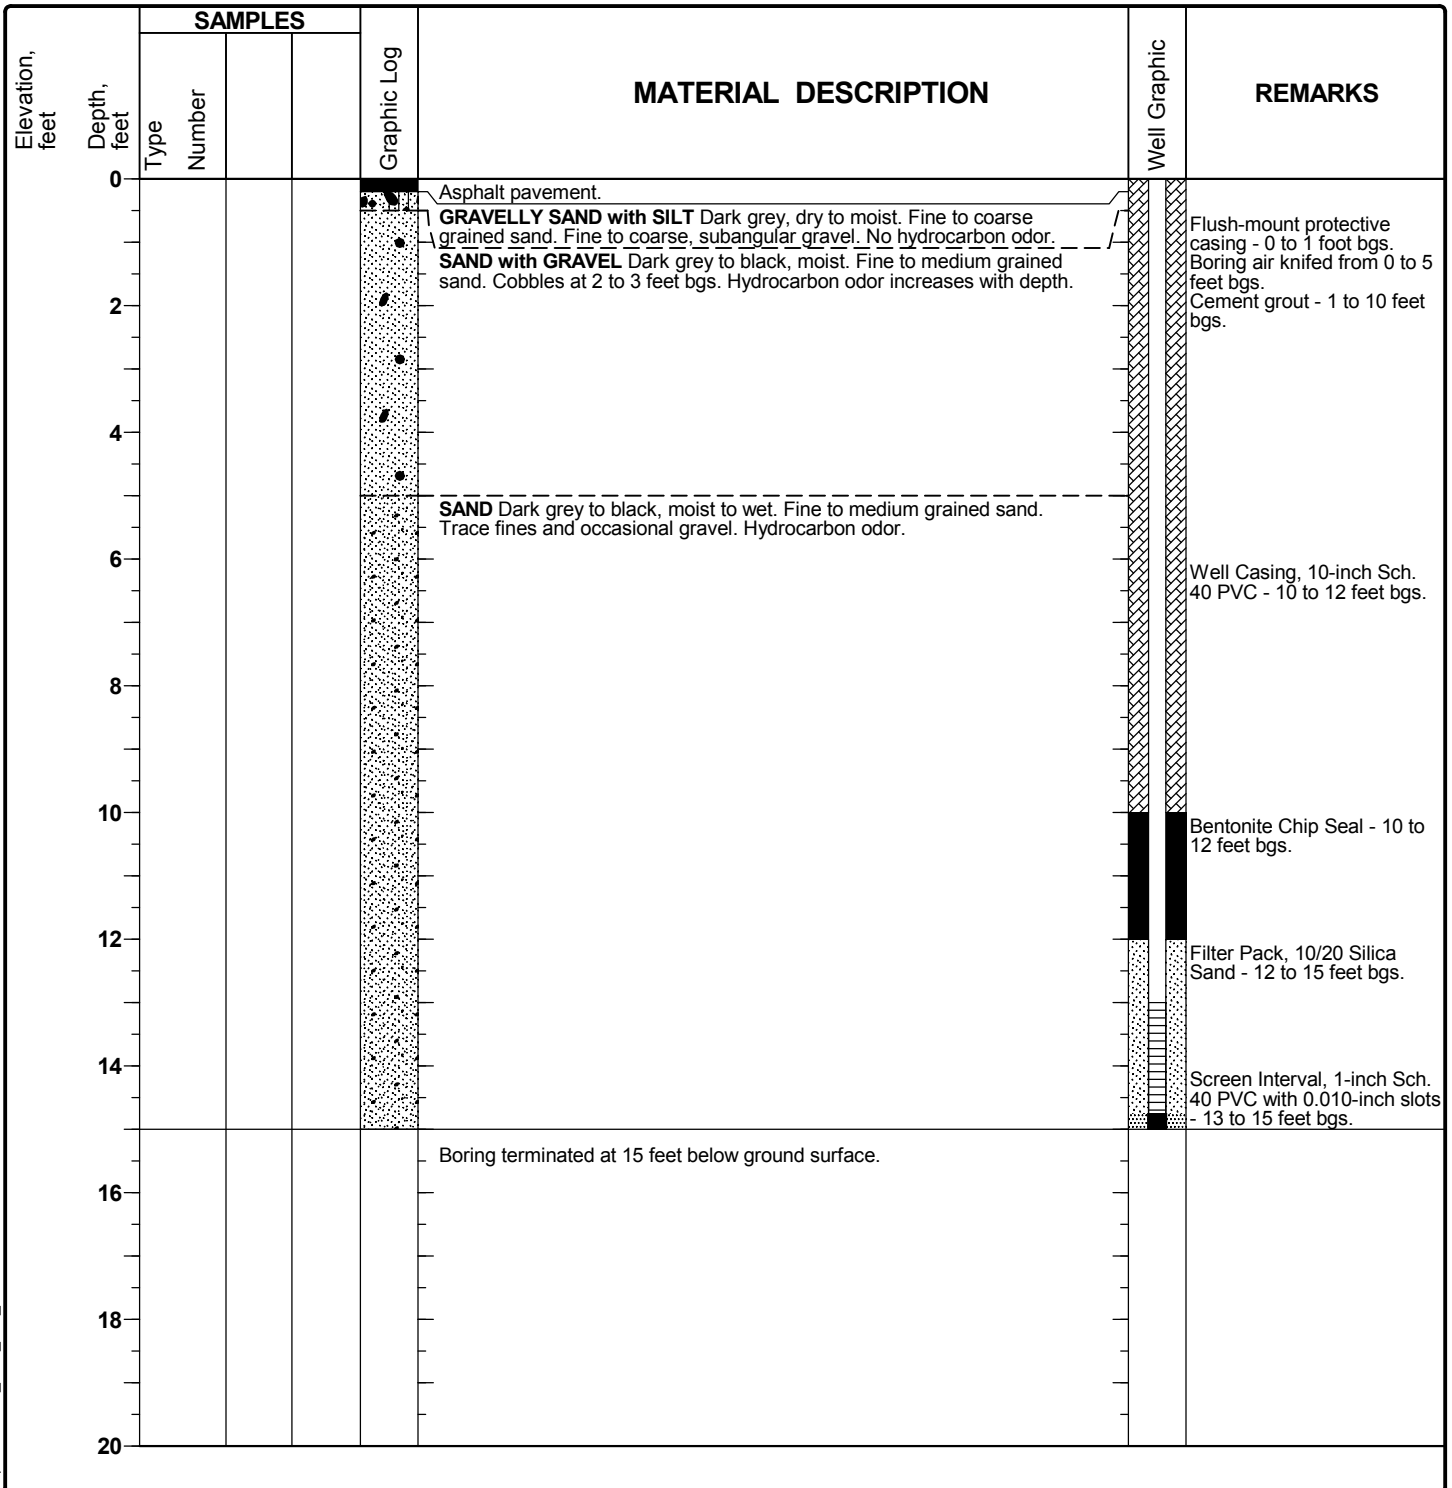 SAMPLES
Elevation,
feet
Depth,
feet
Type
Number
Graphic Log
MATERIAL DESCRIPTION
Well Graphic
REMARKS
0
2
4
6
8
10
12
14
16
18
20
Asphalt pavement.
GRAVELLY SAND with SILT Dark grey, dry to moist. Fine to coarse
grained sand. Fine to coarse, subangular gravel. No hydrocarbon odor.
SAND with GRAVEL Dark grey to black, moist. Fine to medium grained
sand. Cobbles at 2 to 3 feet bgs. Hydrocarbon odor increases with depth.
SAND Dark grey to black, moist to wet. Fine to medium grained sand.
Trace fines and occasional gravel. Hydrocarbon odor.
Boring terminated at 15 feet below ground surface.
Flush-mount protective
casing - 0 to 1 foot bgs.
Boring air knifed from 0 to 5
feet bgs.
Cement grout - 1 to 10 feet
bgs.
Well Casing, 10-inch Sch.
40 PVC - 10 to 12 feet bgs.
Bentonite Chip Seal - 10 to
12 feet bgs.
Filter Pack, 10/20 Silica
Sand - 12 to 15 feet bgs.
Screen Interval, 1-inch Sch.
40 PVC with 0.010-inch slots
- 13 to 15 feet bgs.